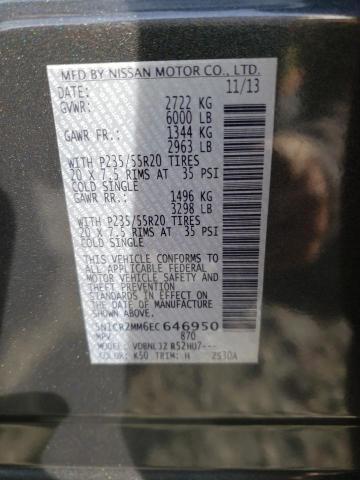 MFD BY NISSAN MOTOR CO., LTD.
DATE: 11/13
GVWR: 2722 KG
6000 LB
GAWR FR.: 1344 KG
2963 LB
WITH P235/55R20 TIRES
20 x 7.5 RIMS AT 35 PSI
COLD SINGLE
GAWR RR.: 1496 KG
3298 LB
WITH P235/55R20 TIRES
20 x 7.5 RIMS AT 35 PSI
COLD SINGLE
THIS VEHICLE CONFORMS TO
ALL APPLICABLE FEDERAL
MOTOR VEHICLE SAFETY
AND THEFT PREVENTION
STANDARDS IN EFFECT ON THE
DATE OF MANUFACTURE
5N1CR2MM6EC646950
MPV 870
MODEL: VDBNLJZ R52HU7---
COLOR: K50 TRIM: H 2530A